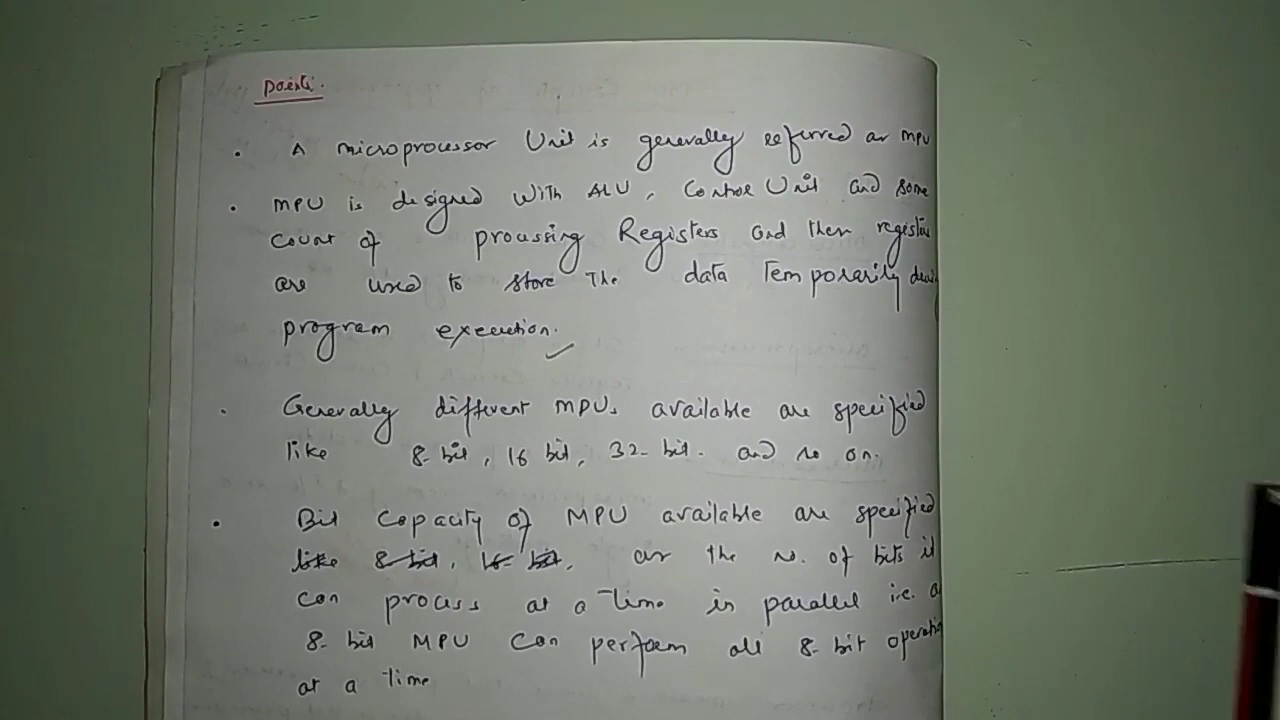 Points.
. A microprocessor Unit is generally referred as MPU
. MPU is designed with ALU, Control Unit and some
count of processing Registers and then register
are used to store the data Temporarily
program execution.
. Generally different MPUs available are specified
like 8-bit, 16 bit, 32-bit. and so on.
. Bit Capacity of MPU available are specified
like 8-bit, 16-bit, as the no. of bits it
can process at a time in parallel i.e. a
8-bit MPU can perform all 8-bit operatio
at a time